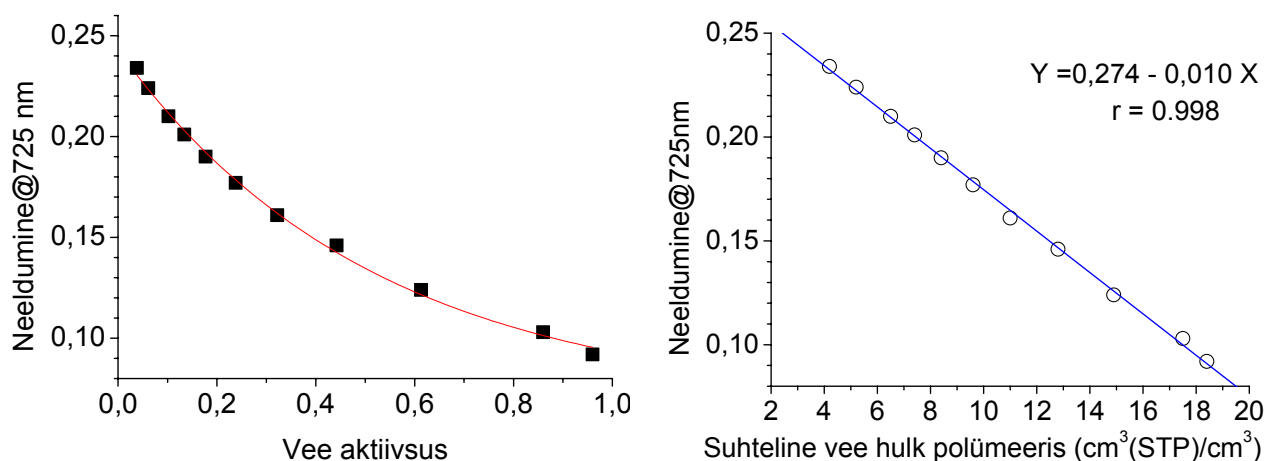 0,25
0,20
0,15
0,10
Neeldumine@725 nm
0,0 0,2 0,4 0,6 0,8 1,0
Vee aktiivsus
0,25
0,20
0,15
0,10
Neeldumine@725nm
Y =0,274 - 0,010 X
r = 0.998
2 4 6 8 10 12 14 16 18 20
Suhteline vee hulk polümeeris (cm³(STP)/cm³)